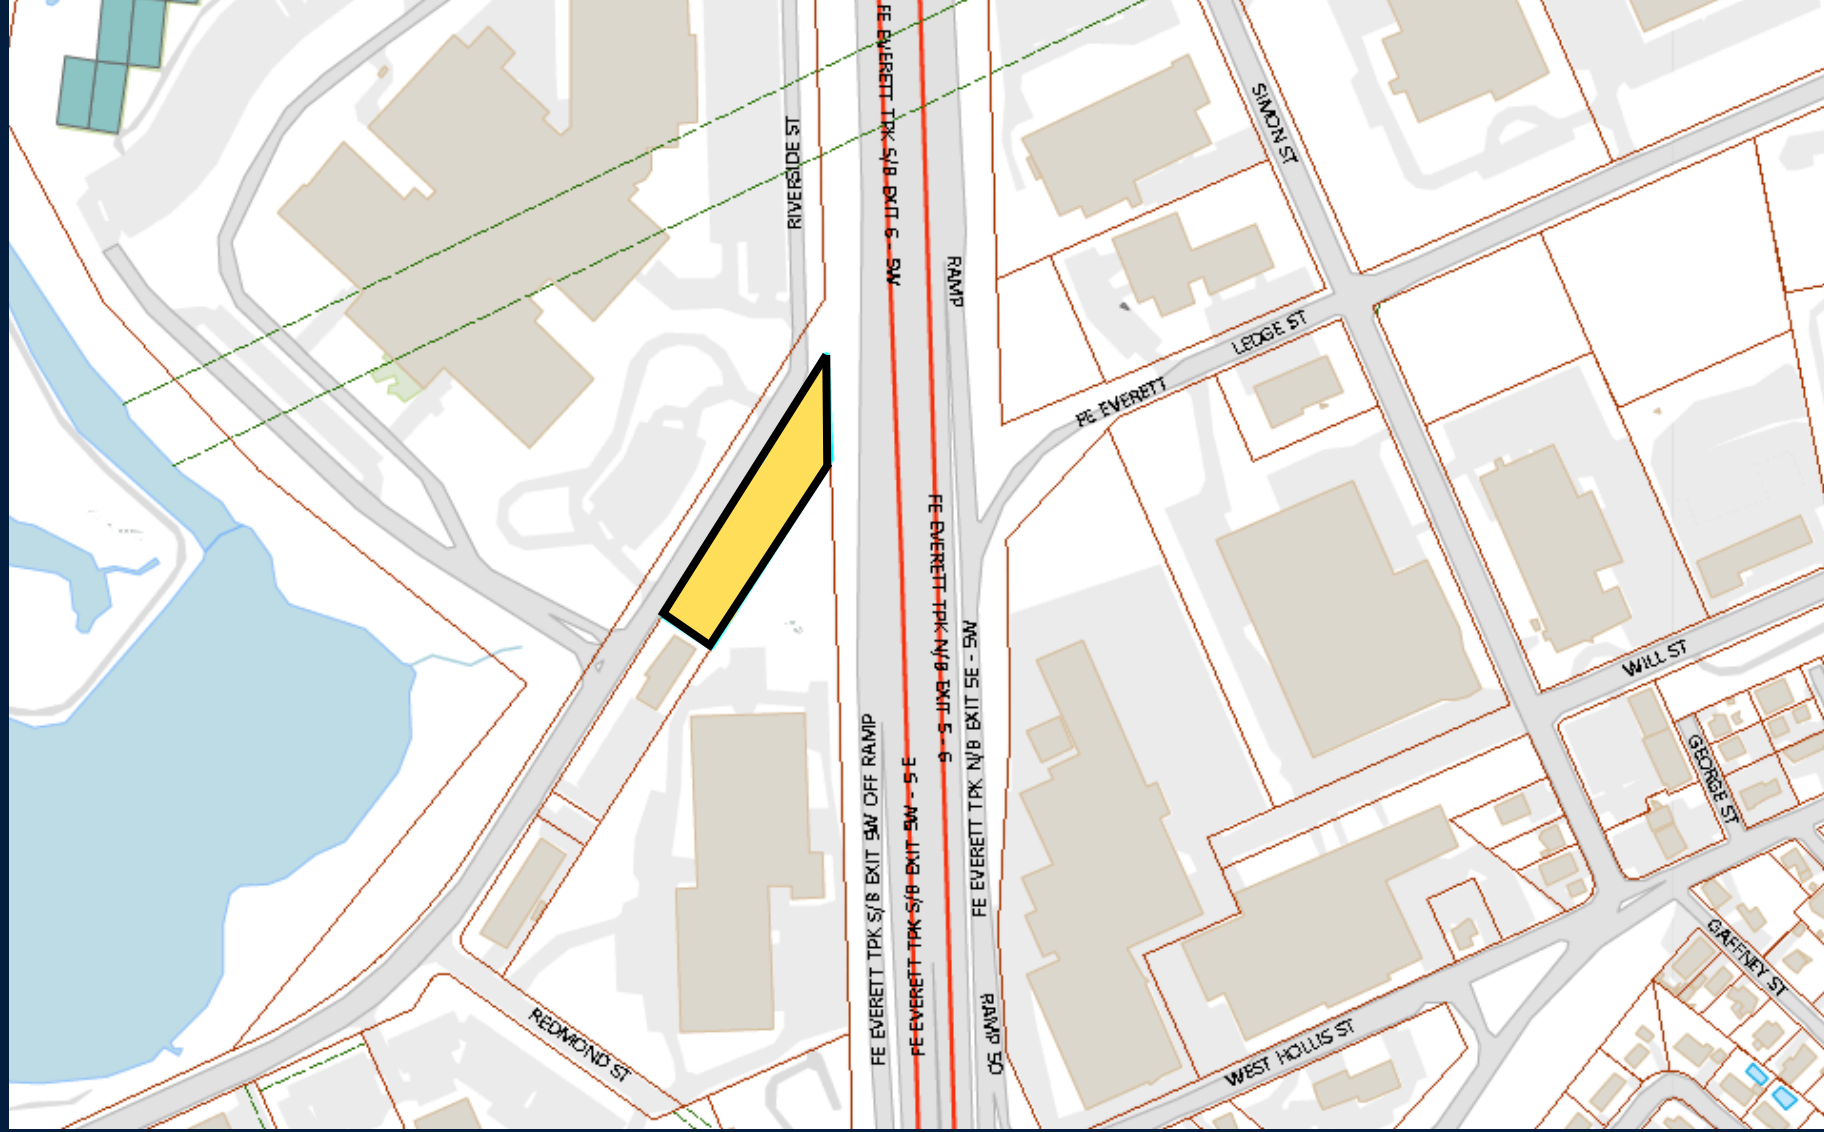 FE EVERETT TPK S/B EXIT 6 - 5W
RIVERSIDE ST
SIMON ST
RAMP
LEDGE ST
FE EVERETT
FE EVERETT TPK N/B EXIT 5 - 6
FE EVERETT TPK N/B EXIT 5E - 5W
WILL ST
GEORGE ST
FE EVERETT TPK S/B EXIT 5W OFF RAMP
FE EVERETT TPK S/B EXIT 5W - 5E
GAFFNEY ST
REDMOND ST
WEST HOLLIS ST
RAMP 50